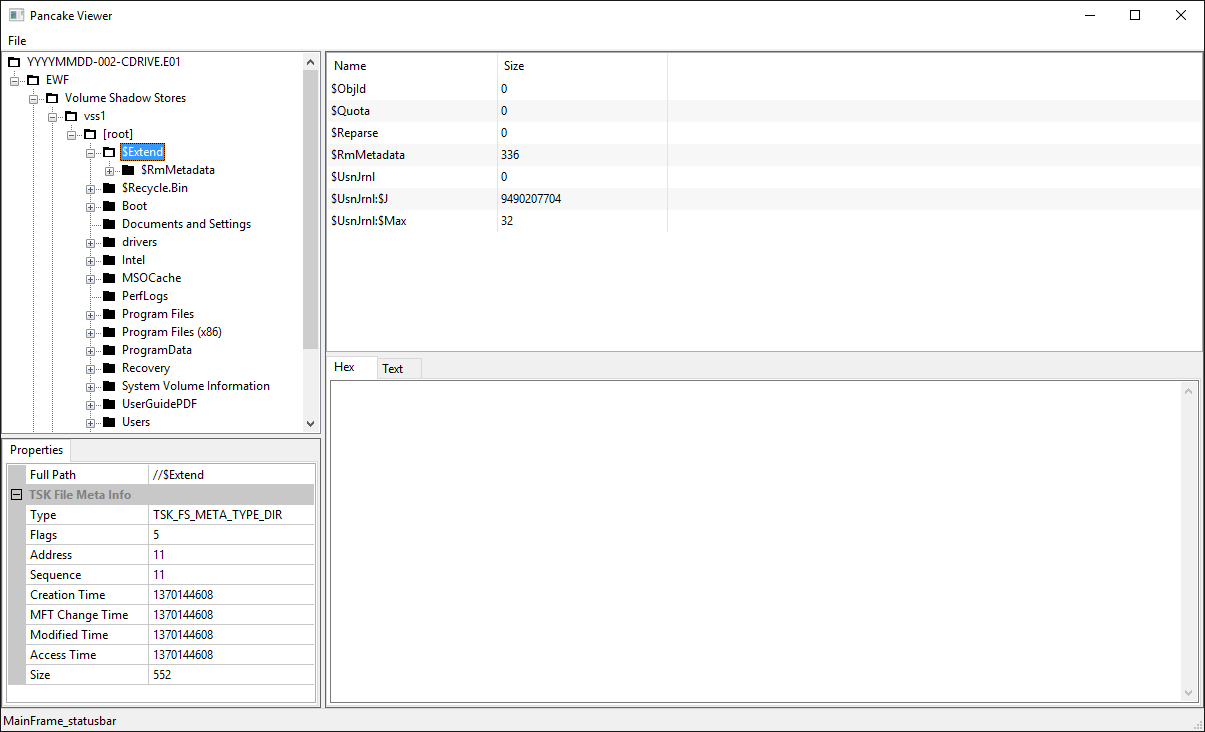 Pancake Viewer
File
YYYYMMDD-002-CDRIVE.E01
EWF
Volume Shadow Stores
vss1
[root]
$Extend
$RmMetadata
$Recycle.Bin
Boot
Documents and Settings
drivers
Intel
MSOCache
PerfLogs
Program Files
Program Files (x86)
ProgramData
Recovery
System Volume Information
UserGuidePDF
Users
Name Size
$ObjId 0
$Quota 0
$Reparse 0
$RmMetadata 336
$UsnJrnl 0
$UsnJrnl:$J 9490207704
$UsnJrnl:$Max 32
Hex Text
Properties
Full Path //$Extend
TSK File Meta Info
Type TSK_FS_META_TYPE_DIR
Flags 5
Address 11
Sequence 11
Creation Time 1370144608
MFT Change Time 1370144608
Modified Time 1370144608
Access Time 1370144608
Size 552
MainFrame_statusbar